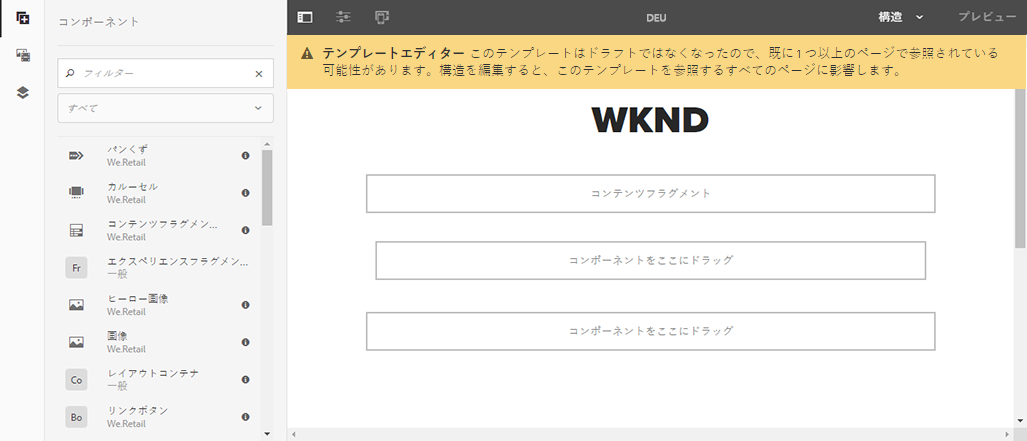 コンポーネント
フィルター
すべて
パンくず
We.Retail
カルーセル
We.Retail
コンテンツフラグメン...
We.Retail
Fr
エクスペリエンスフラグメン...
一般
ヒーロー画像
We.Retail
画像
We.Retail
Co
レイアウトコンテナ
一般
Bo
リンクボタン
We.Retail
DEU
構造
プレビュー
テンプレートエディター このテンプレートはドラフトではなくなったので、既に 1 つ以上のページで参照されている
可能性があります。構造を編集すると、このテンプレートを参照するすべてのページに影響します。
WKND
コンテンツフラグメント
コンポーネントをここにドラッグ
コンポーネントをここにドラッグ